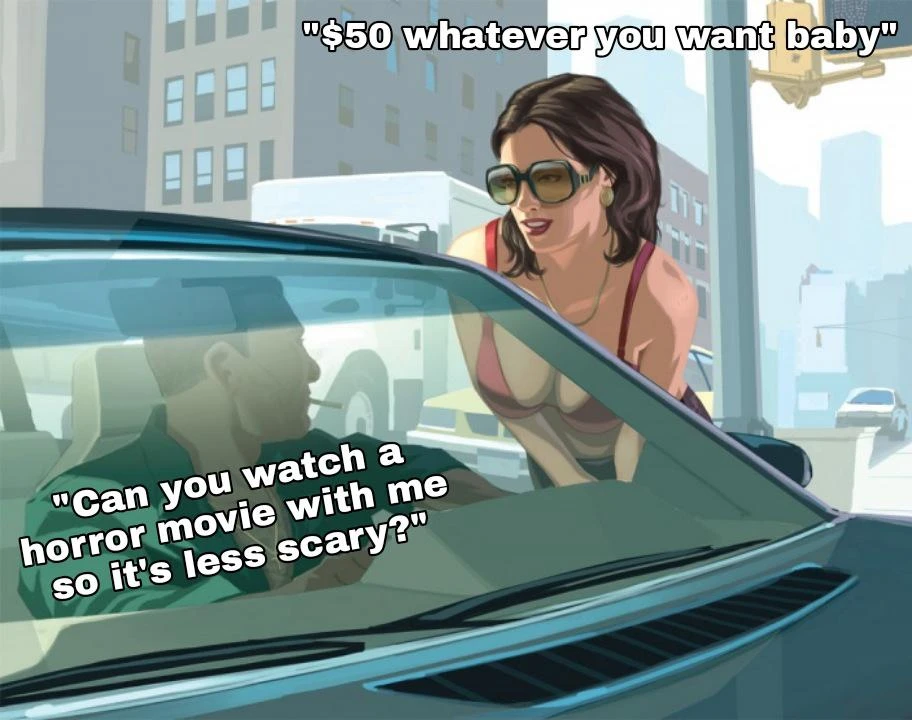 "$50 whatever you want baby"
"Can you watch a
horror movie with me
so it's less scary?"